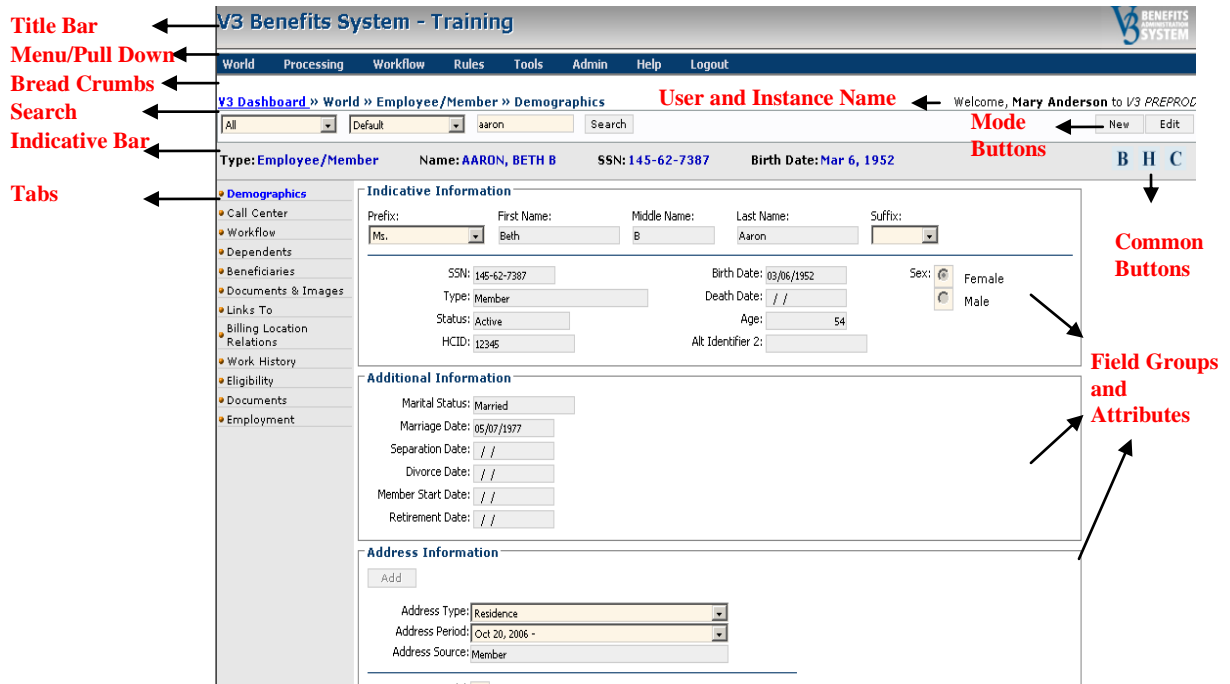 Title Bar
V3 Benefits System - Training
V3 BENEFITS ADMINISTRATION SYSTEM
Menu/Pull Down
World Processing Workflow Rules Tools Admin Help Logout
Bread Crumbs
V3 Dashboard » World » Employee/Member » Demographics
User and Instance Name
Welcome, Mary Anderson to V3 PREPROD
Search
All Default aaron Search
Mode Buttons
New Edit
Indicative Bar
Type: Employee/Member Name: AARON, BETH B SSN: 145-62-7387 Birth Date: Mar 6, 1952
B H C
Common Buttons
Tabs
Demographics
Call Center
Workflow
Dependents
Beneficiaries
Documents & Images
Links To
Billing Location
Relations
Work History
Eligibility
Documents
Employment
Indicative Information
Prefix: First Name: Middle Name: Last Name: Suffix:
Ms. Beth B Aaron
SSN: 145-62-7387 Birth Date: 03/06/1952 Sex: Female
Type: Member Death Date: / / Male
Status: Active Age: 54
HCID: 12345 Alt Identifier 2:
Field Groups
and
Attributes
Additional Information
Marital Status: Married
Marriage Date: 05/07/1977
Separation Date: / /
Divorce Date: / /
Member Start Date: / /
Retirement Date: / /
Address Information
Add
Address Type: Residence
Address Period: Oct 20, 2006 -
Address Source: Member